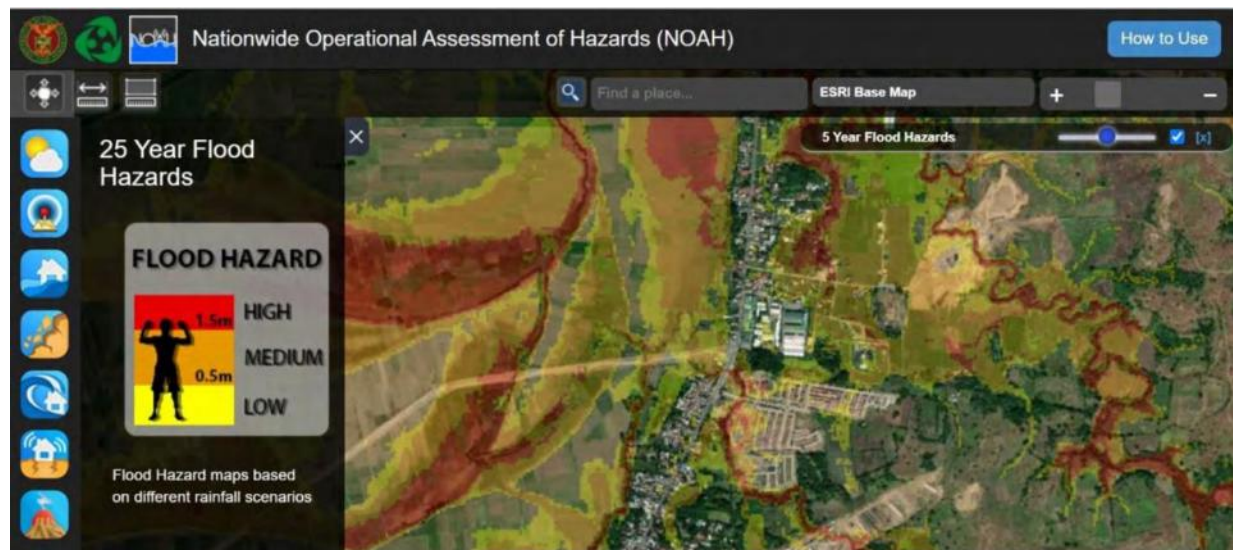 NOAH
Nationwide Operational Assessment of Hazards (NOAH)
How to Use
Find a place...
ESRI Base Map
+
−
25 Year Flood
Hazards
×
5 Year Flood Hazards
[x]
FLOOD HAZARD
1.5m HIGH
MEDIUM
0.5m
LOW
Flood Hazard maps based
on different rainfall scenarios